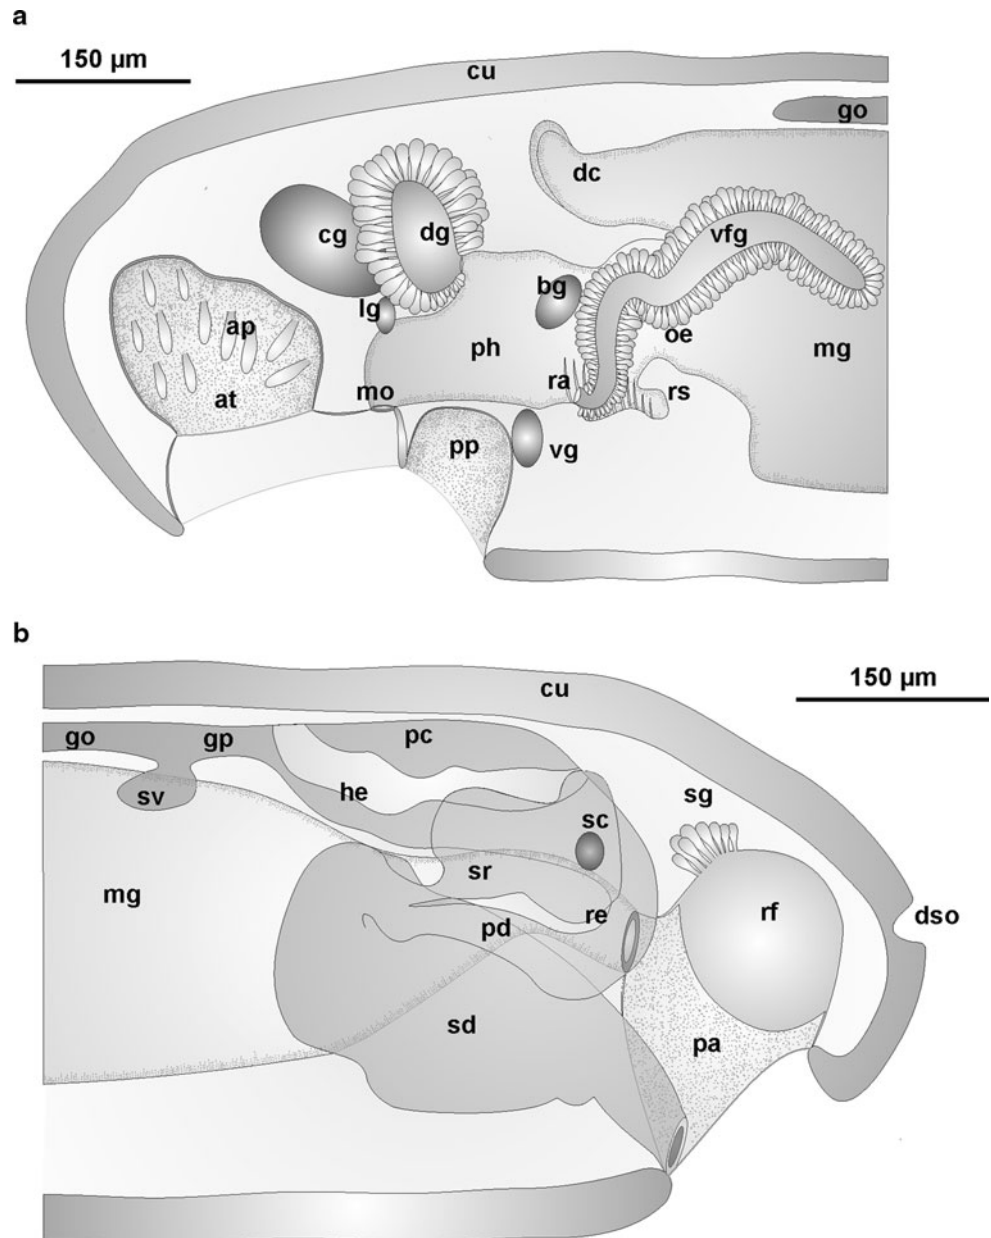 a
150 µm
cu
go
dc
cg
dg
vfg
bg
lg
ap
oe
ph
mg
ra
rs
mo
at
pp
vg
b
150 µm
cu
go
gp
pc
he
sg
sv
sc
sr
mg
re
rf
dso
pd
sd
pa